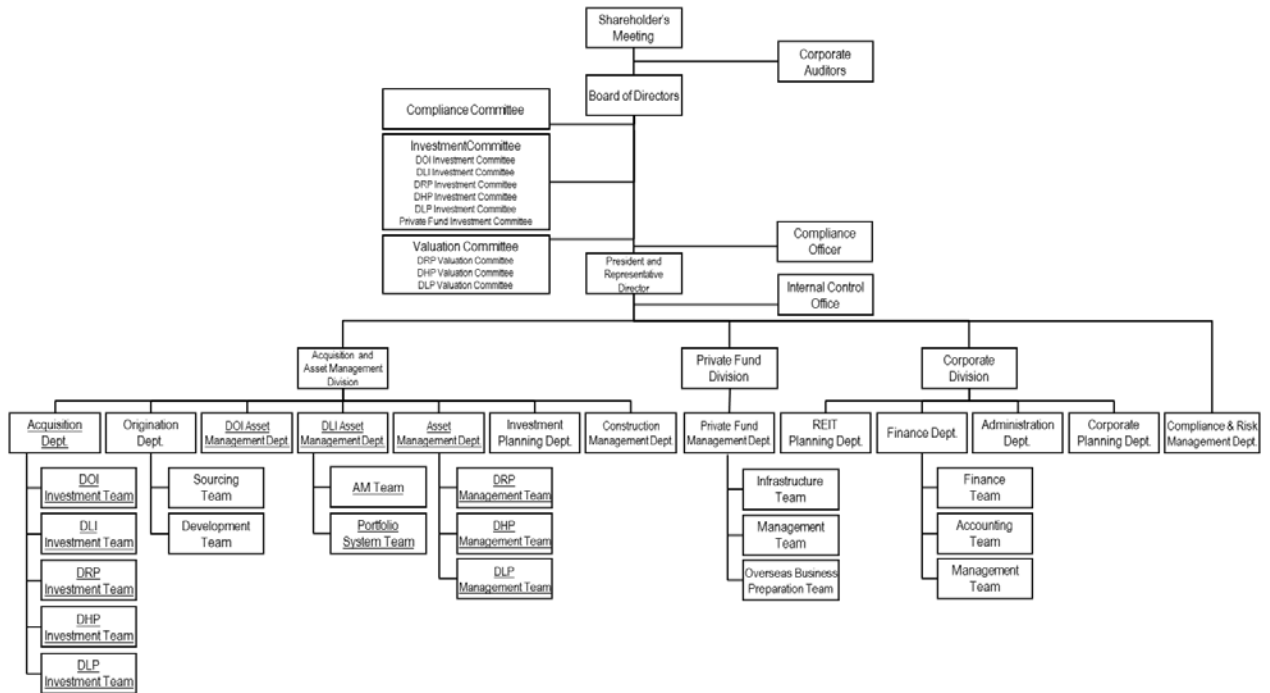 Shareholder's
Meeting
Corporate
Auditors
Board of Directors
Compliance Committee
InvestmentCommittee
DOI Investment Committee
DLI Investment Committee
DRP Investment Committee
DHP Investment Committee
DLP Investment Committee
Private Fund Investment Committee
Valuation Committee
DRP Valuation Committee
DHP Valuation Committee
DLP Valuation Committee
Compliance
Officer
President and
Representative
Director
Internal Control
Office
Acquisition and
Asset Management
Division
Private Fund
Division
Corporate
Division
Acquisition
Dept.
Origination
Dept.
DOI Asset
Management Dept.
DLI Asset
Management Dept.
Asset
Management Dept.
Investment
Planning Dept.
Construction
Management Dept.
Private Fund
Management Dept.
REIT
Planning Dept.
Finance Dept.
Administration
Dept.
Corporate
Planning Dept.
Compliance & Risk
Management Dept.
DOI
Investment Team
DLI
Investment Team
DRP
Investment Team
DHP
Investment Team
DLP
Investment Team
Sourcing
Team
Development
Team
AM Team
Portfolio
System Team
DRP
Management Team
DHP
Management Team
DLP
Management Team
Infrastructure
Team
Management
Team
Overseas Business
Preparation Team
Finance
Team
Accounting
Team
Management
Team